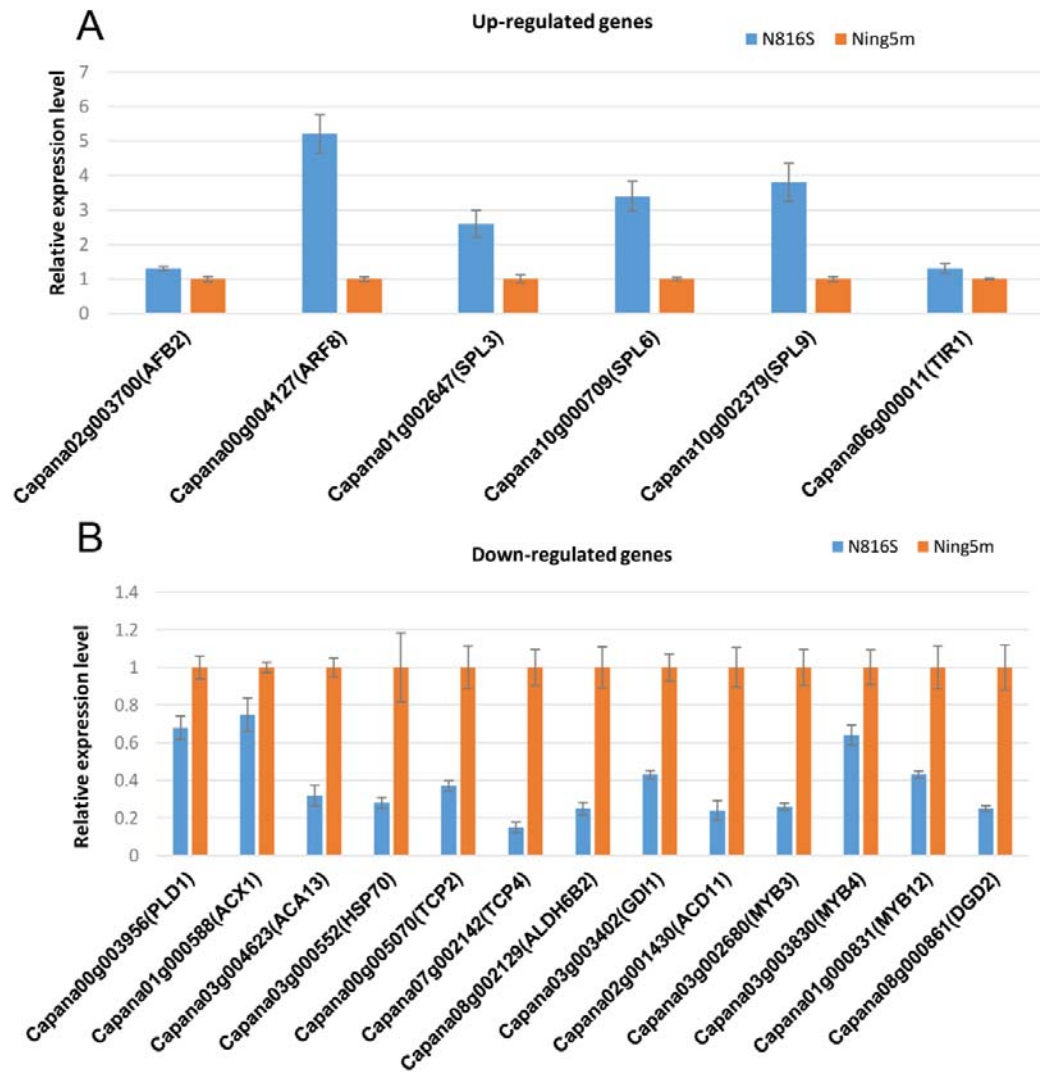 A
Up-regulated genes
N816S
Ning5m
Relative expression level
7
6
5
4
3
2
1
0
Capana02g003700(AFB2)
Capana00g004127(ARF8)
Capana01g002647(SPL3)
Capana10g000709(SPL6)
Capana10g002379(SPL9)
Capana06g000011(TIR1)
B
Down-regulated genes
N816S
Ning5m
Relative expression level
1.4
1.2
1
0.8
0.6
0.4
0.2
0
Capana00g003956(PLD1)
Capana01g000588(ACX1)
Capana03g004623(ACA13)
Capana03g000552(HSP70)
Capana00g005070(TCP2)
Capana07g002142(TCP4)
Capana08g002129(ALDH6B2)
Capana03g003402(GDI1)
Capana02g001430(ACD11)
Capana03g002680(MYB3)
Capana03g003830(MYB4)
Capana01g000831(MYB12)
Capana08g000861(DGD2)